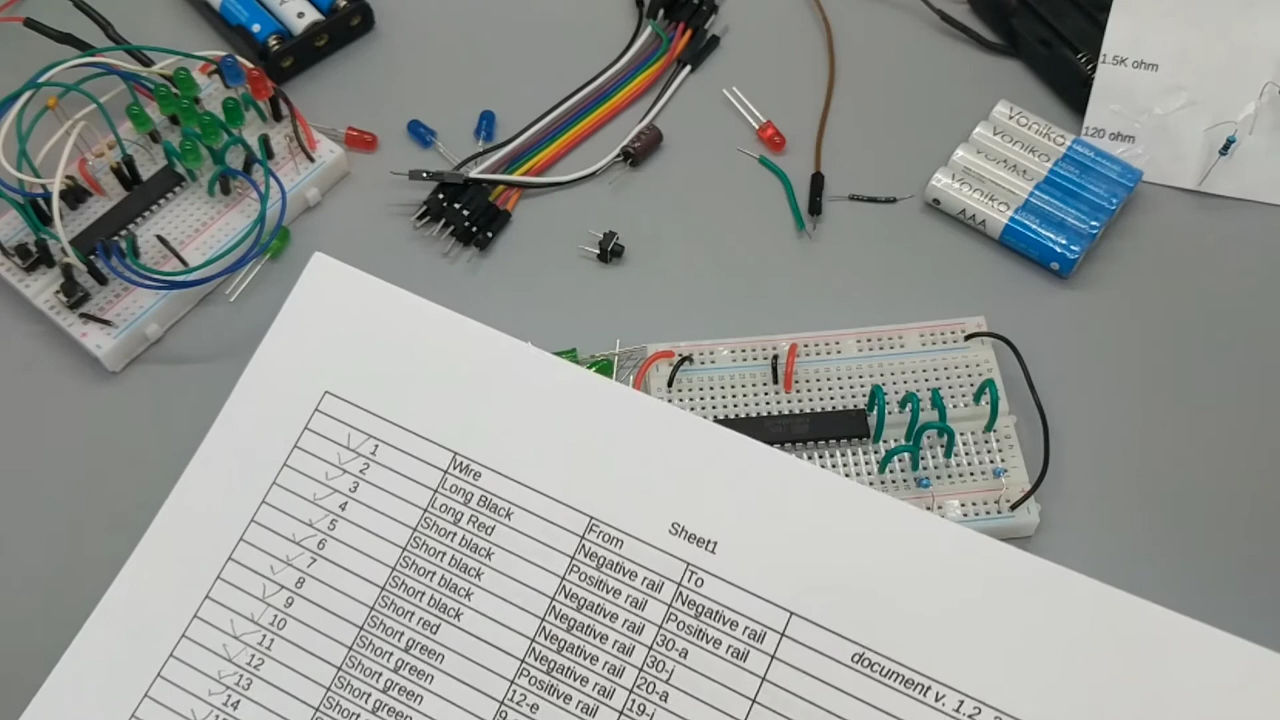 1.5K ohm
120 ohm
Voniko
Voniko
Voniko
Voniko
AAA
Sheet1
document v. 1.2
Wire From To
1 Long Black Negative rail Negative rail
2 Long Red Positive rail Positive rail
3 Short black Negative rail 30-a
4 Short black Negative rail 30-j
5 Short black Negative rail 20-a
6 Short red Positive rail 19-j
7 Short green 12-e
8 Short green
9 Short green
10 Short green
11
12
13
14